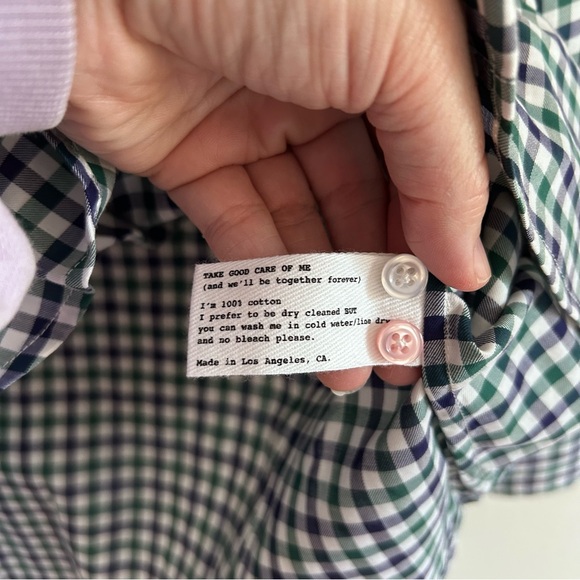 TAKE GOOD CARE OF ME
(and we'll be together forever)
I'm 100% cotton
I prefer to be dry cleaned BUT
you can wash me in cold water/line dry
and no bleach please.
Made in Los Angeles, CA.